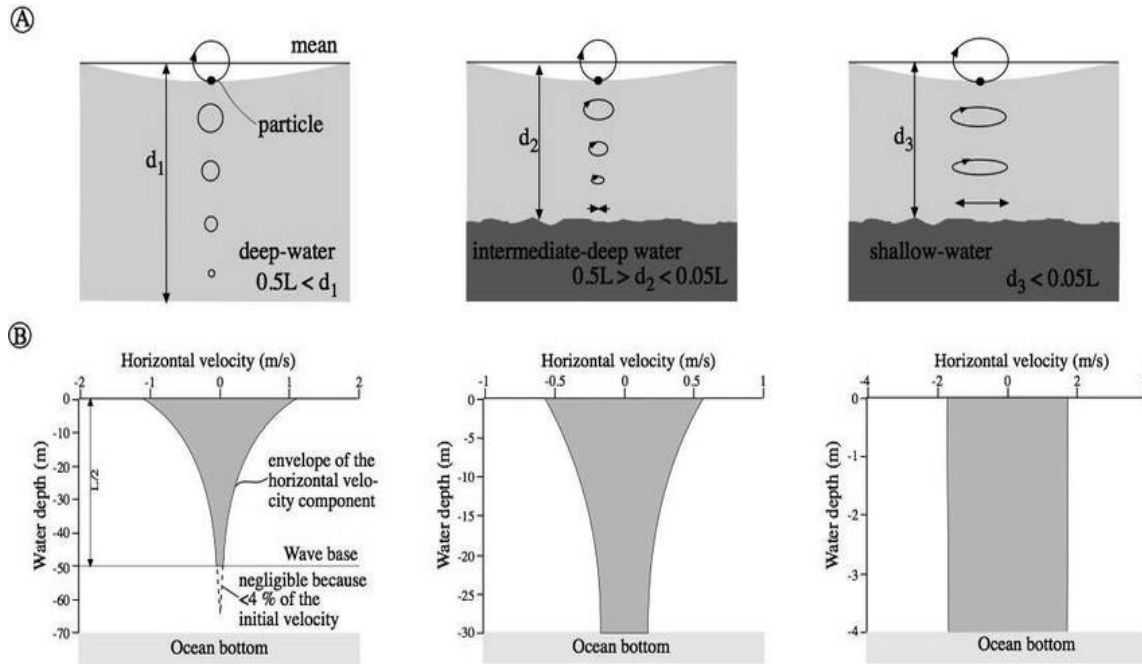 A
mean
particle
d1
deep-water
0.5L < d1
d2
intermediate-deep water
0.5L > d2 < 0.05L
d3
shallow-water
d3 < 0.05L
B
Horizontal velocity (m/s)
-2 -1 0 1 2
Water depth (m)
0
-10
-20
-30
-40
-50
-60
-70
L/2
envelope of the
horizontal velo-
city component
Wave base
negligible because
<4 % of the
initial velocity
Ocean bottom
Horizontal velocity (m/s)
-1 -0.5 0 0.5 1
Water depth (m)
0
-5
-10
-15
-20
-25
-30
Ocean bottom
Horizontal velocity (m/s)
-4 -2 0 2 4
Water depth (m)
0
-1
-2
-3
-4
Ocean bottom